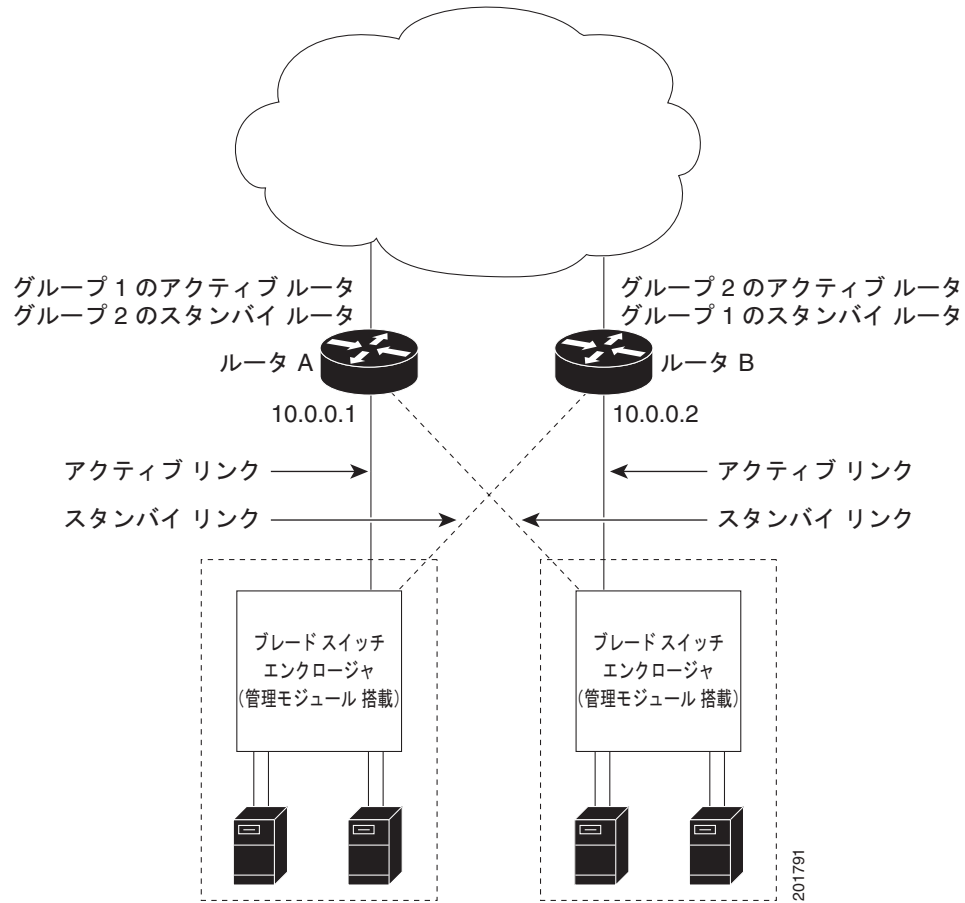 グループ 1 のアクティブ ルータ
グループ 2 のスタンバイ ルータ
グループ 2 のアクティブ ルータ
グループ 1 のスタンバイ ルータ
ルータ A
ルータ B
10.0.0.1
10.0.0.2
アクティブ リンク
アクティブ リンク
スタンバイ リンク
スタンバイ リンク
ブレード スイッチ
エンクロージャ
(管理モジュール 搭載)
ブレード スイッチ
エンクロージャ
(管理モジュール 搭載)
201791